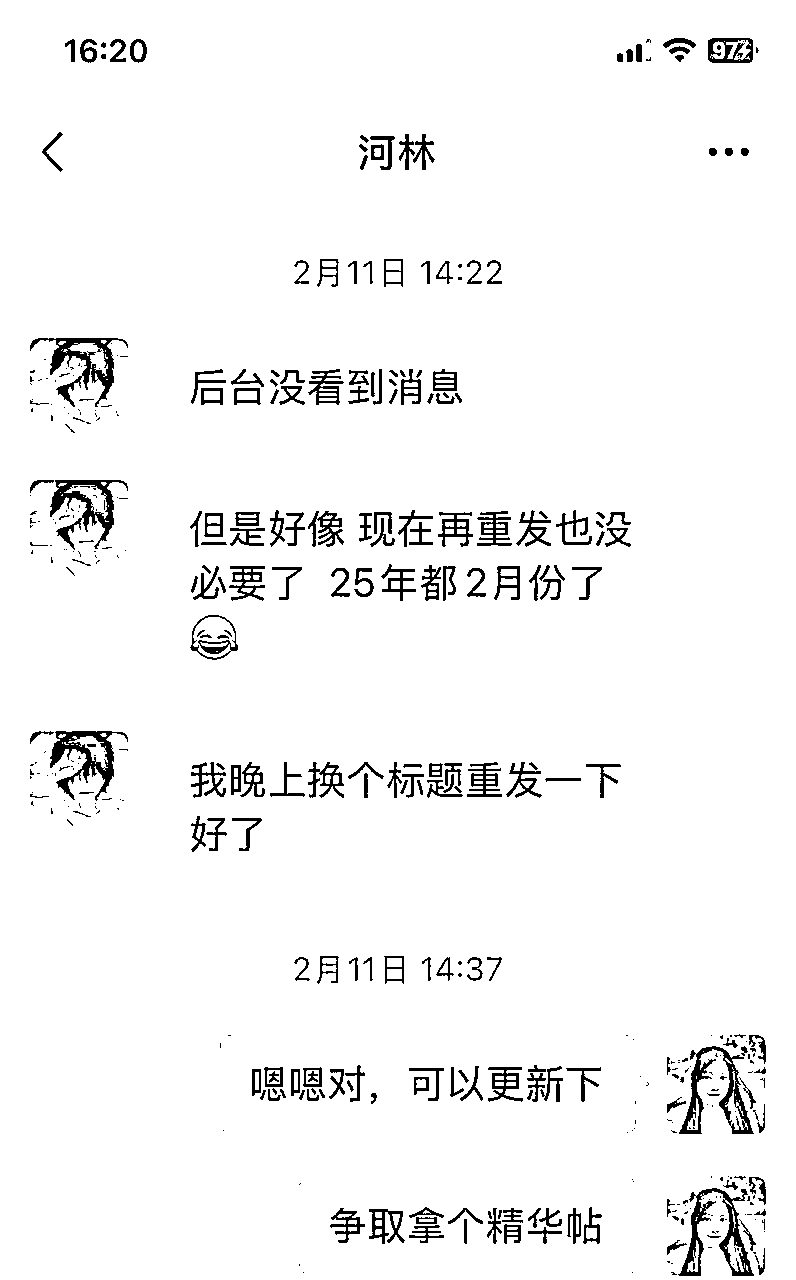 16:20
97
河林
2月11日 14:22
后台没看到消息
但是好像 现在再重发也没
必要了 25年都2月份了
😂
我晚上换个标题重发一下
好了
2月11日 14:37
嗯嗯对，可以更新下
争取拿个精华帖